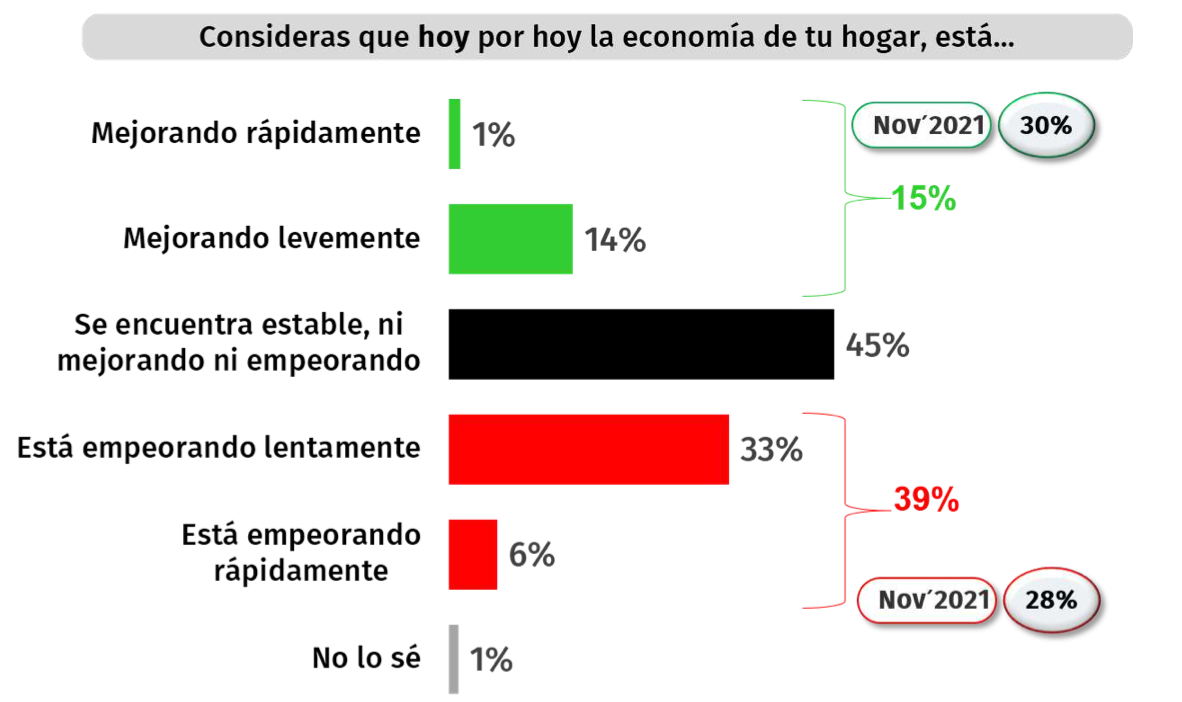 Consideras que hoy por hoy la economía de tu hogar, está...
Mejorando rápidamente
1%
Nov´2021
30%
15%
Mejorando levemente
14%
Se encuentra estable, ni
mejorando ni empeorando
45%
Está empeorando lentamente
33%
39%
Está empeorando
rápidamente
6%
Nov´2021
28%
No lo sé
1%